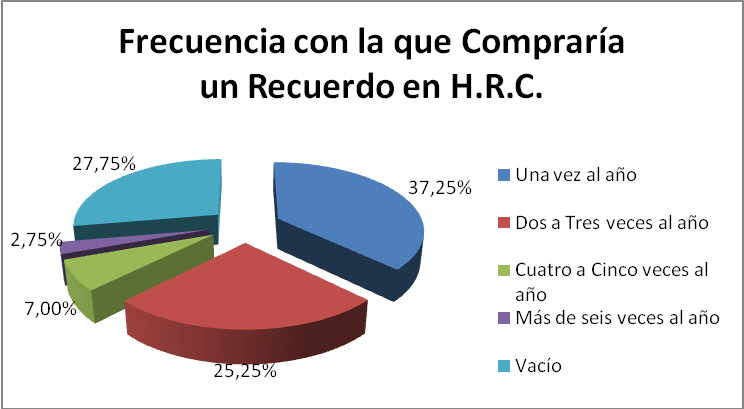 Frecuencia con la que Compraría
un Recuerdo en H.R.C.
27,75%
37,25%
2,75%
7,00%
25,25%
Una vez al año
Dos a Tres veces al año
Cuatro a Cinco veces al
año
Más de seis veces al año
Vacío